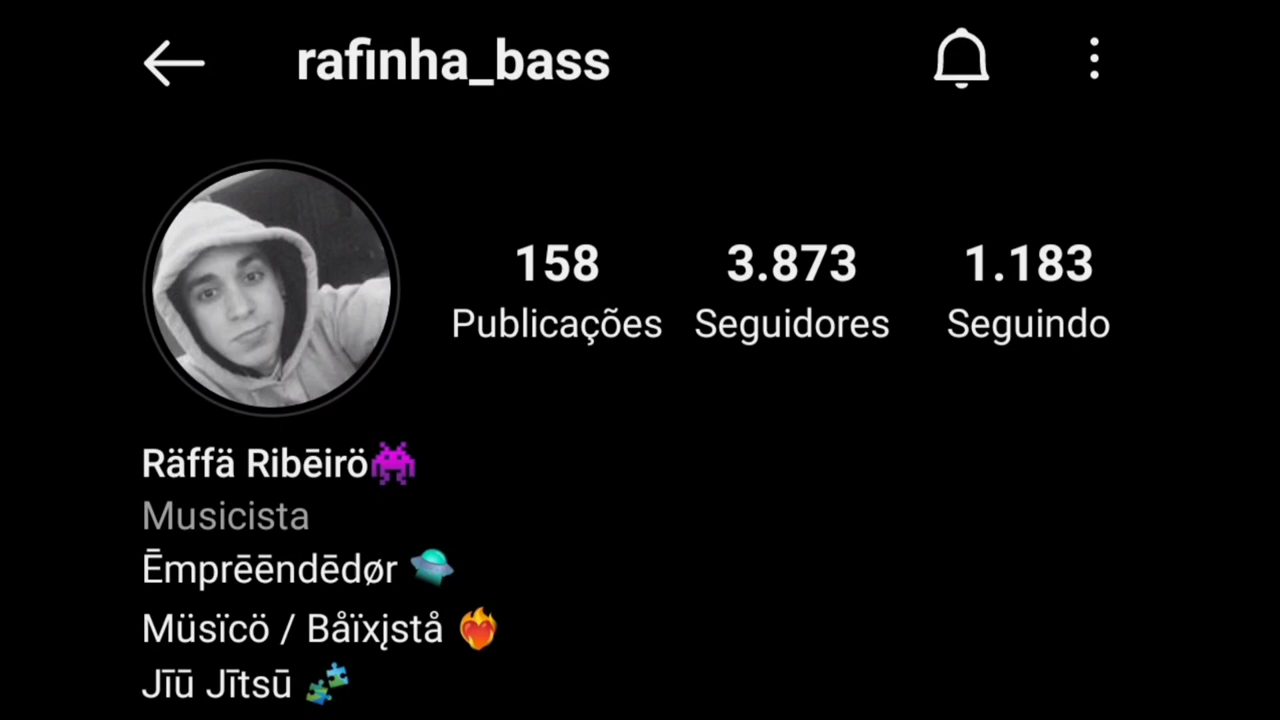 rafinha_bass
158 3.873 1.183
Publicações Seguidores Seguindo
Räffä Ribēirö👾
Musicista
Ēmprēēndēdør 🛸
Müsïcö / Båïxįstå ❤️‍🔥
Jīū Jītsū 🧩